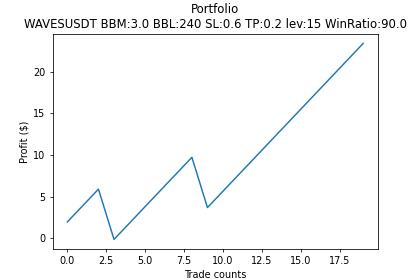 Portfolio
WAVESUSDT BBM:3.0 BBL:240 SL:0.6 TP:0.2 lev:15 WinRatio:90.0
20
15
10
5
0
Profit ($)
0.0 2.5 5.0 7.5 10.0 12.5 15.0 17.5
Trade counts